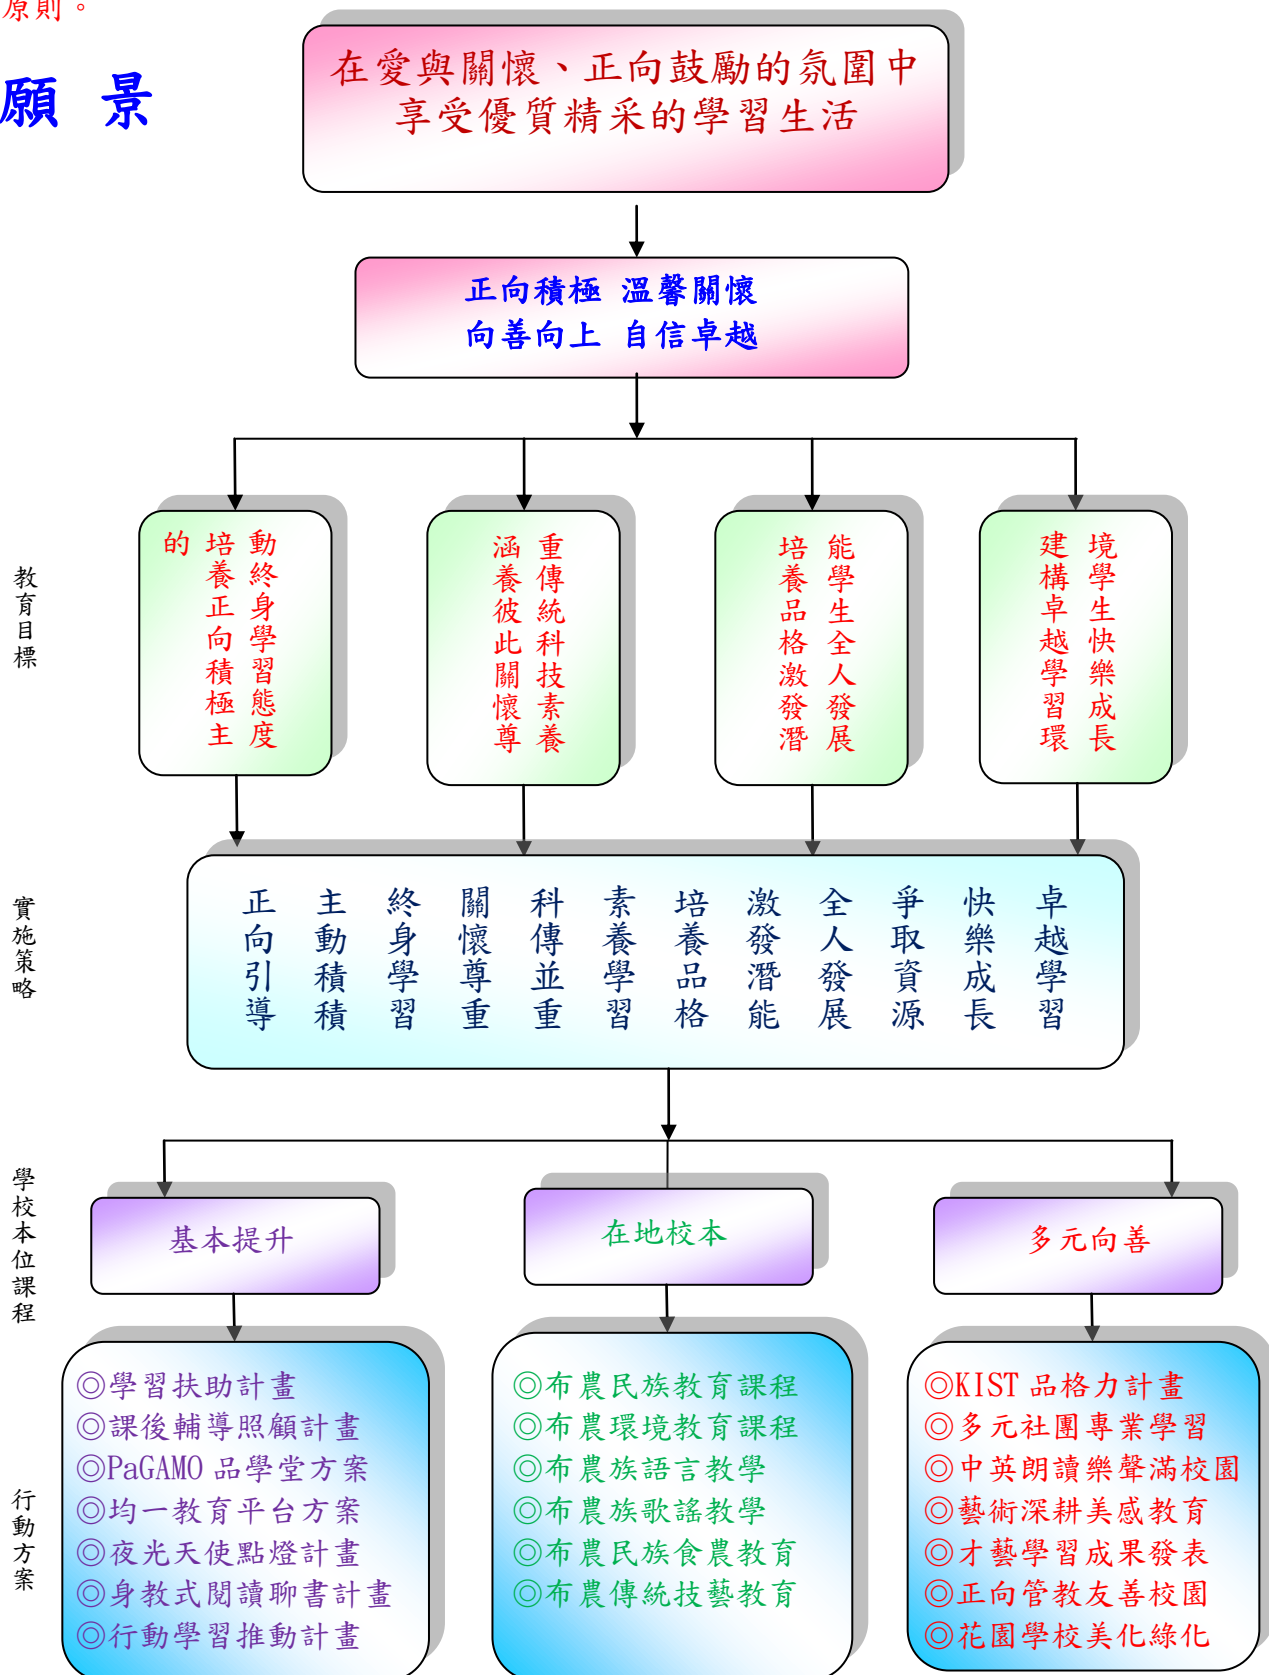 原則。
願 景
在愛與關懷、正向鼓勵的氛圍中
享受優質精采的學習生活
正向積極 溫馨關懷
向善向上 自信卓越
教育目標
的
培養正向積極主
動終身學習態度
涵養彼此關懷尊
重傳統科技素養
培養品格激發潛
能學生全人發展
建構卓越學習環
境學生快樂成長
實施策略
正向引導
主動積積
終身學習
關懷尊重
科傳並重
素養學習
培養品格
激發潛能
全人發展
爭取資源
快樂成長
卓越學習
學校本位課程
基本提升
在地校本
多元向善
行動方案
◎學習扶助計畫
◎課後輔導照顧計畫
◎PaGAMO 品學堂方案
◎均一教育平台方案
◎夜光天使點燈計畫
◎身教式閱讀聊書計畫
◎行動學習推動計畫
◎布農民族教育課程
◎布農環境教育課程
◎布農族語言教學
◎布農族歌謠教學
◎布農民族食農教育
◎布農傳統技藝教育
◎KIST 品格力計畫
◎多元社團專業學習
◎中英朗讀樂聲滿校園
◎藝術深耕美感教育
◎才藝學習成果發表
◎正向管教友善校園
◎花園學校美化綠化